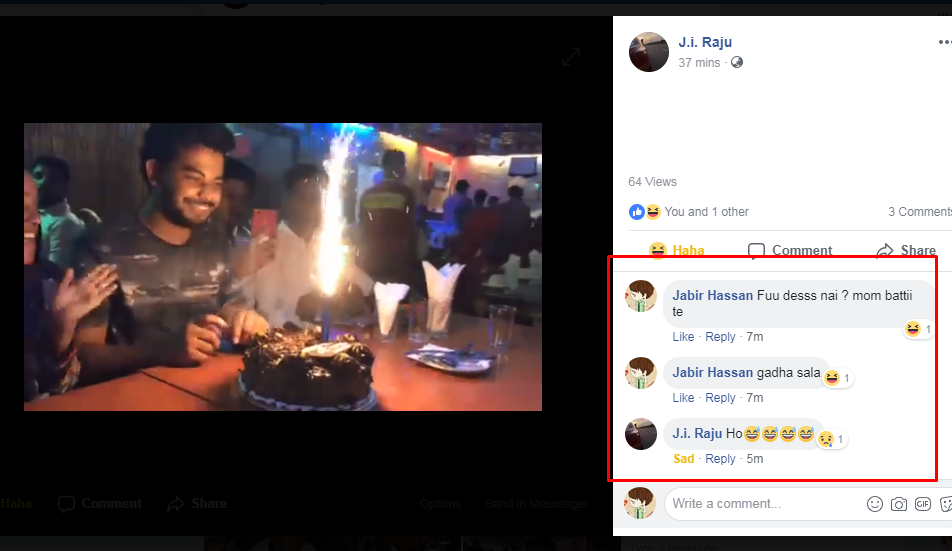 J.i. Raju
37 mins ·
64 Views
You and 1 other
3 Comments
Haha
Comment
Share
Jabir Hassan Fuu desss nai ? mom battii
te
1
Like · Reply · 7m
Jabir Hassan gadha sala
1
Like · Reply · 7m
J.i. Raju Ho😅😅😅😅
1
Sad · Reply · 5m
Write a comment...
GIF
Haha
Comment
Share
Options
Send in Messenger